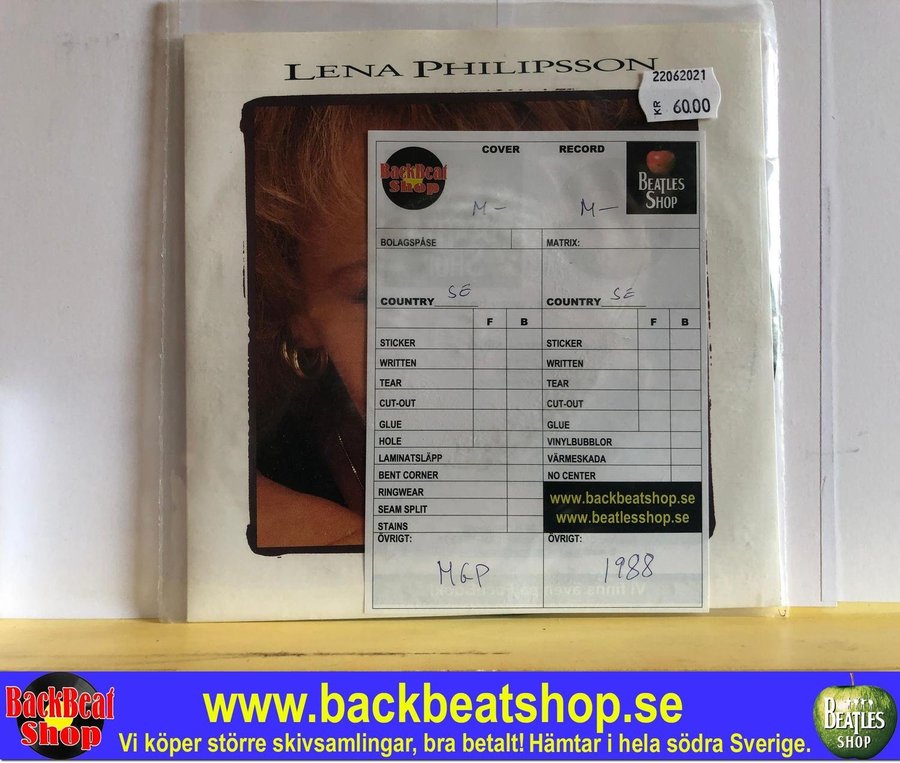 LENA PHILIPSSON
22062021
KR 60.00
COVER RECORD
BackBeat Shop
BEATLES SHOP
M- M-
BOLAGSPÅSE MATRIX:
COUNTRY SE COUNTRY SE
F B F B
STICKER STICKER
WRITTEN WRITTEN
TEAR TEAR
CUT-OUT CUT-OUT
GLUE GLUE
HOLE VINYLBUBBLOR
LAMINATSLÄPP VÄRMESKADA
BENT CORNER NO CENTER
RINGWEAR www.backbeatshop.se
SEAM SPLIT www.beatlesshop.se
STAINS
ÖVRIGT: ÖVRIGT:
MGP 1988
BackBeat Shop
www.backbeatshop.se
Vi köper större skivsamlingar, bra betalt! Hämtar i hela södra Sverige.
BEATLES SHOP